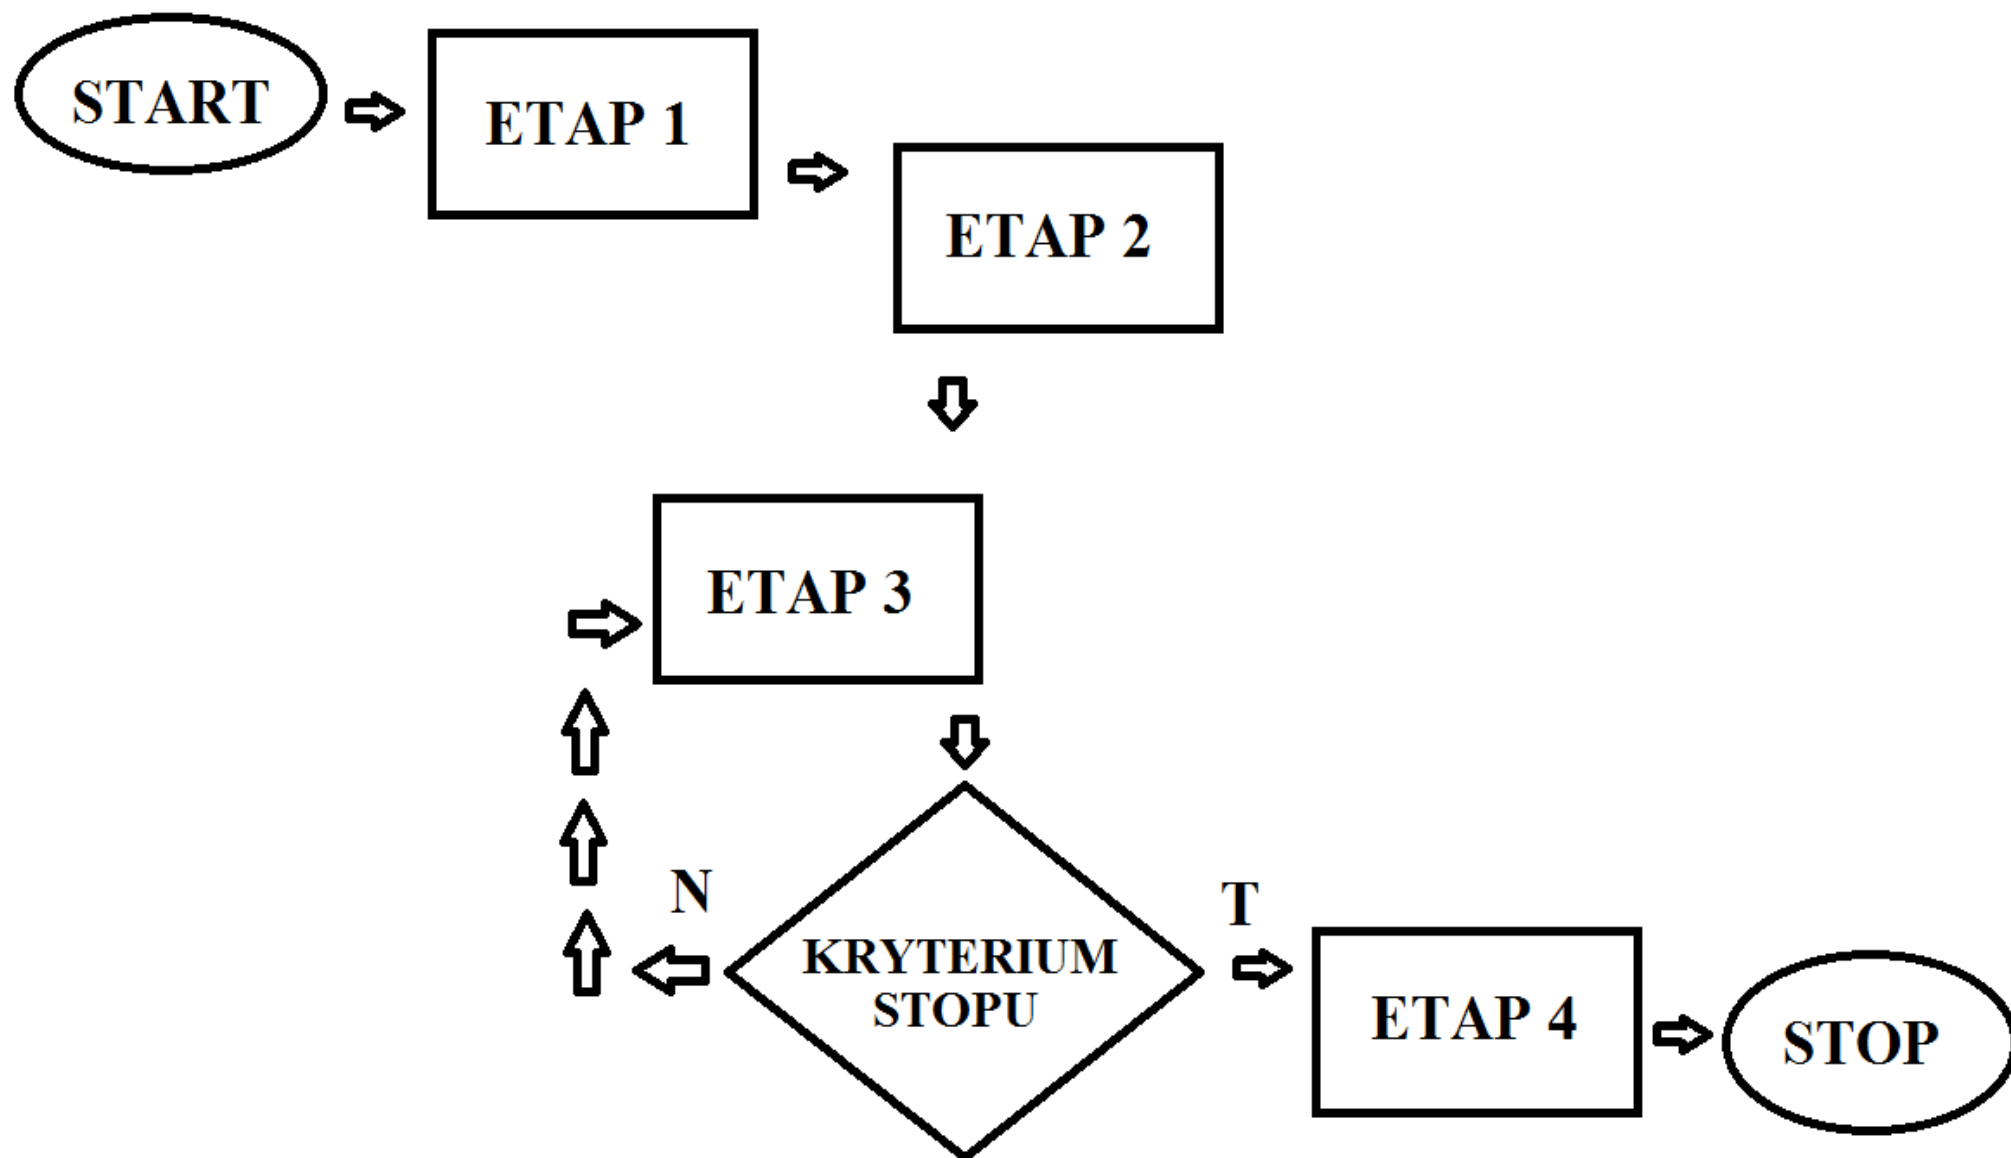 START
ETAP 1
ETAP 2
ETAP 3
N
T
KRYTERIUM
STOPU
ETAP 4
STOP